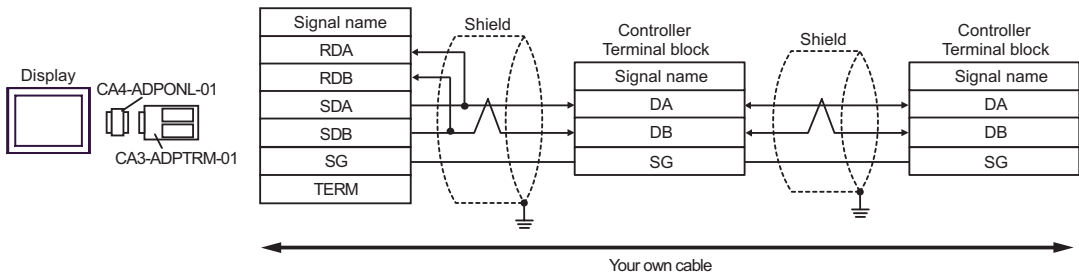 Display
CA4-ADPONL-01
CA3-ADPTRM-01
Signal name
RDA
RDB
SDA
SDB
SG
TERM
Shield
Controller
Terminal block
Signal name
DA
DB
SG
Shield
Controller
Terminal block
Signal name
DA
DB
SG
Your own cable